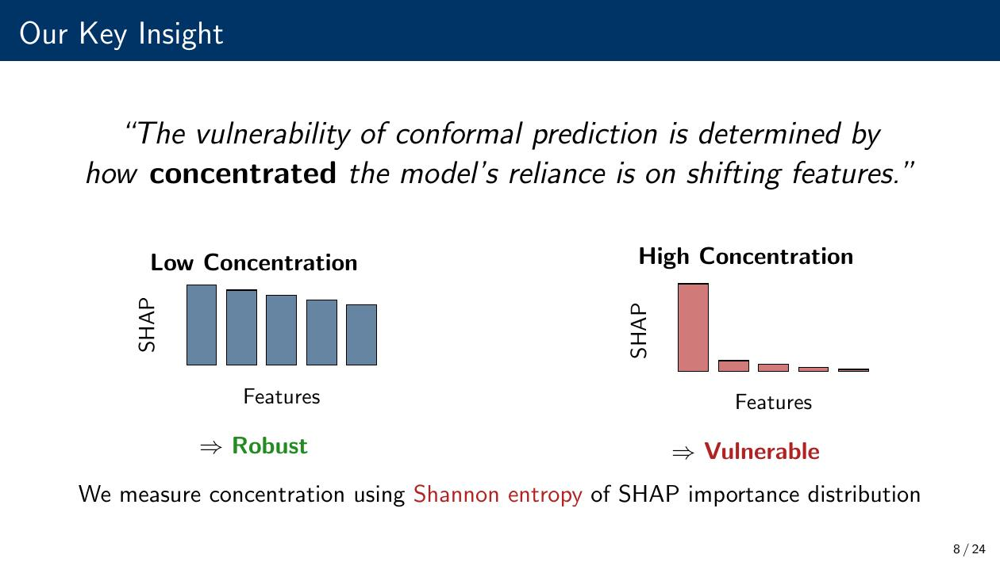 Our Key Insight
“The vulnerability of conformal prediction is determined by
how concentrated the model’s reliance is on shifting features.”
Low Concentration
SHAP
Features
⇒ Robust
High Concentration
SHAP
Features
⇒ Vulnerable
We measure concentration using Shannon entropy of SHAP importance distribution
8 / 24